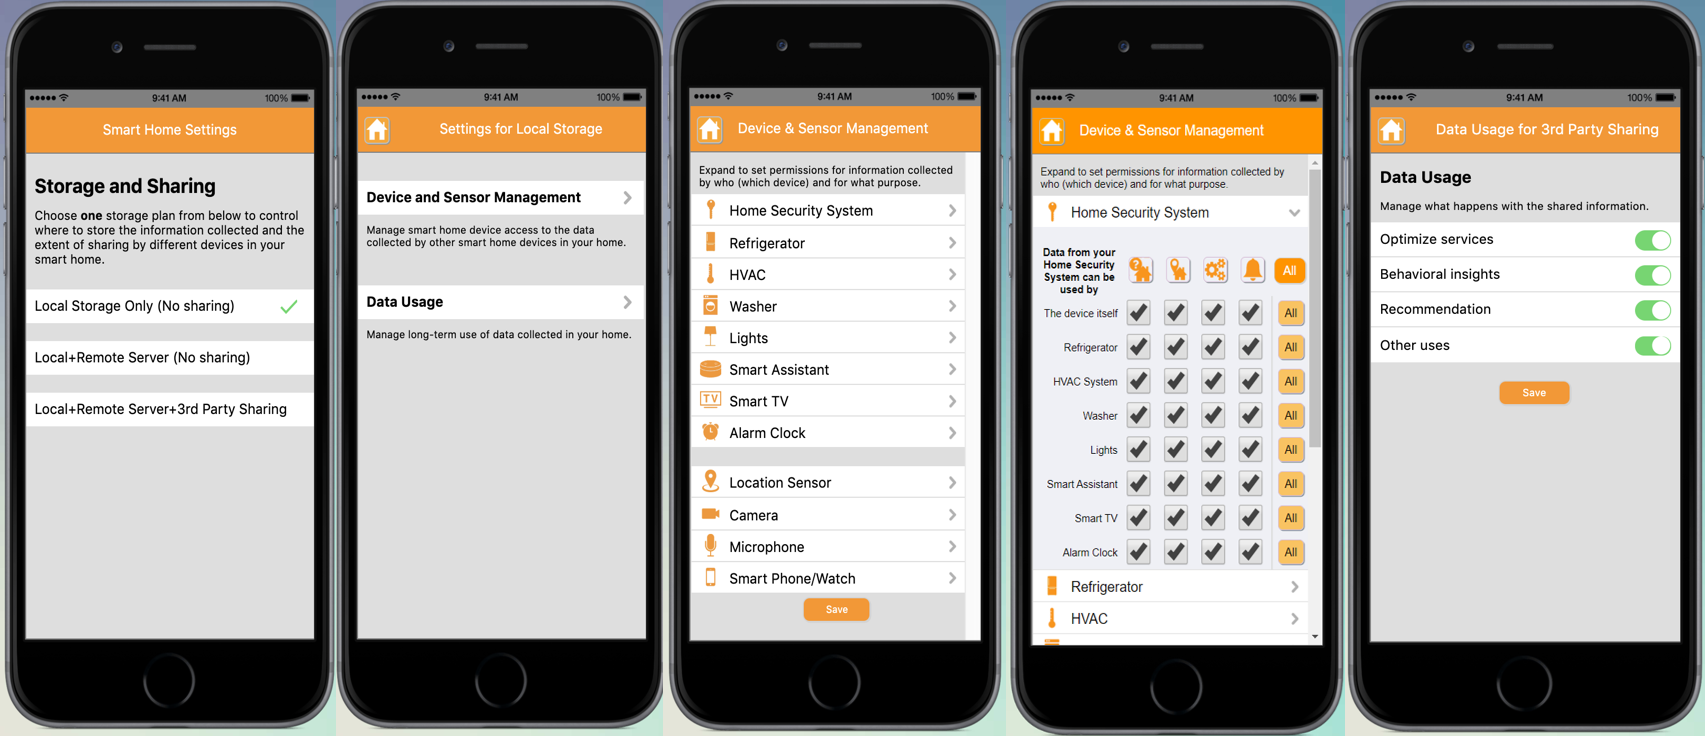 9:41 AM 100%
Smart Home Settings
Storage and Sharing
Choose one storage plan from below to control
where to store the information collected and the
extent of sharing by different devices in your
smart home.
Local Storage Only (No sharing)
Local+Remote Server (No sharing)
Local+Remote Server+3rd Party Sharing
9:41 AM 100%
Settings for Local Storage
Device and Sensor Management
Manage smart home device access to the data
collected by other smart home devices in your home.
Data Usage
Manage long-term use of data collected in your home.
9:41 AM 100%
Device & Sensor Management
Expand to set permissions for information collected
by who (which device) and for what purpose.
Home Security System
Refrigerator
HVAC
Washer
Lights
Smart Assistant
TV Smart TV
Alarm Clock
Location Sensor
Camera
Microphone
Smart Phone/Watch
Save
9:41 AM 100%
Device & Sensor Management
Expand to set permissions for information collected by
who (which device) and for what purpose.
Home Security System
Data from your
Home Security
System can be
used by
? All
The device itself All
Refrigerator All
HVAC System All
Washer All
Lights All
Smart Assistant All
Smart TV All
Alarm Clock All
Refrigerator
HVAC
9:41 AM 100%
Data Usage for 3rd Party Sharing
Data Usage
Manage what happens with the shared information.
Optimize services
Behavioral insights
Recommendation
Other uses
Save